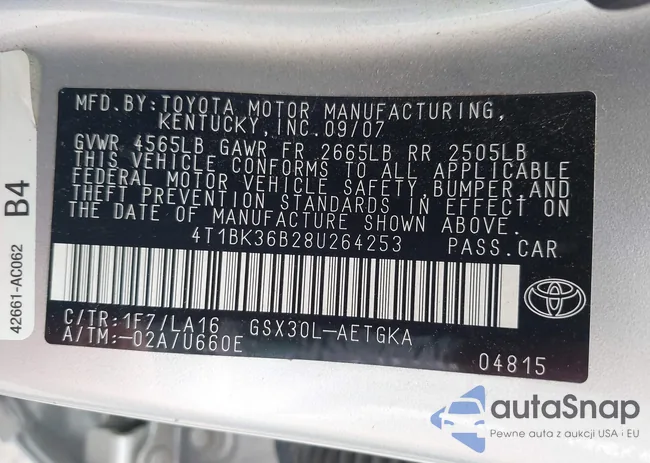 MFD.BY:TOYOTA MOTOR MANUFACTURING,
KENTUCKY, INC.09/07
GVWR 4565LB GAWR FR 2665LB RR 2505LB
THIS VEHICLE CONFORMS TO ALL APPLICABLE
FEDERAL MOTOR VEHICLE SAFETY, BUMPER,AND
THEFT PREVENTION STANDARDS IN EFFECT ON
THE DATE OF MANUFACTURE SHOWN ABOVE.
4T1BK36B28U264253 PASS.CAR
C/TR:1F7/LA16 GSX30L-AETGKA
A/TM:-02A/U660E
04815
42661-AC062 B4
autaSnap
Pewne auta z aukcji USA i EU